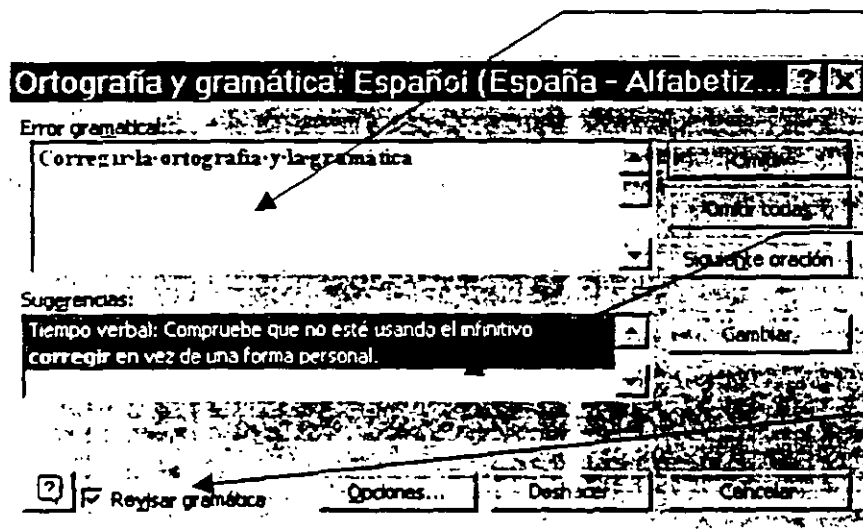 Ortografía y gramática: Español (España - Alfabetiz...
Error gramatical:
Corregir·la·ortografía·y·la·gramática
Omitir
Omitir todas
Siguiente oración
Sugerencias:
Tiempo verbal: Compruebe que no esté usando el infinitivo
corregir en vez de una forma personal.
Cambiar
Revisar gramática
Opciones...
Deshacer
Cancelar